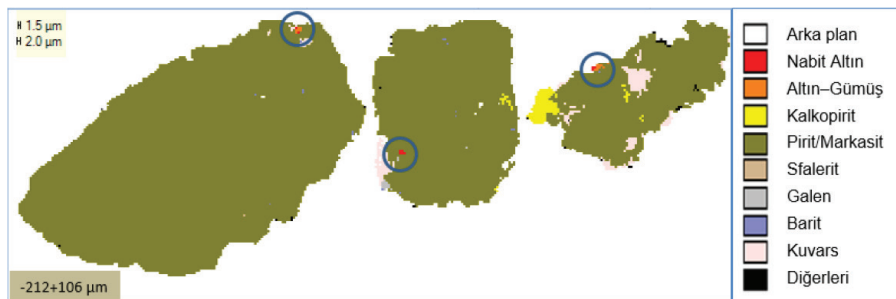 H 1.5 µm
H 2.0 µm
-212+106 µm
Arka plan
Nabit Altın
Altın–Gümüş
Kalkopirit
Pirit/Markasit
Sfalerit
Galen
Barit
Kuvars
Diğerleri